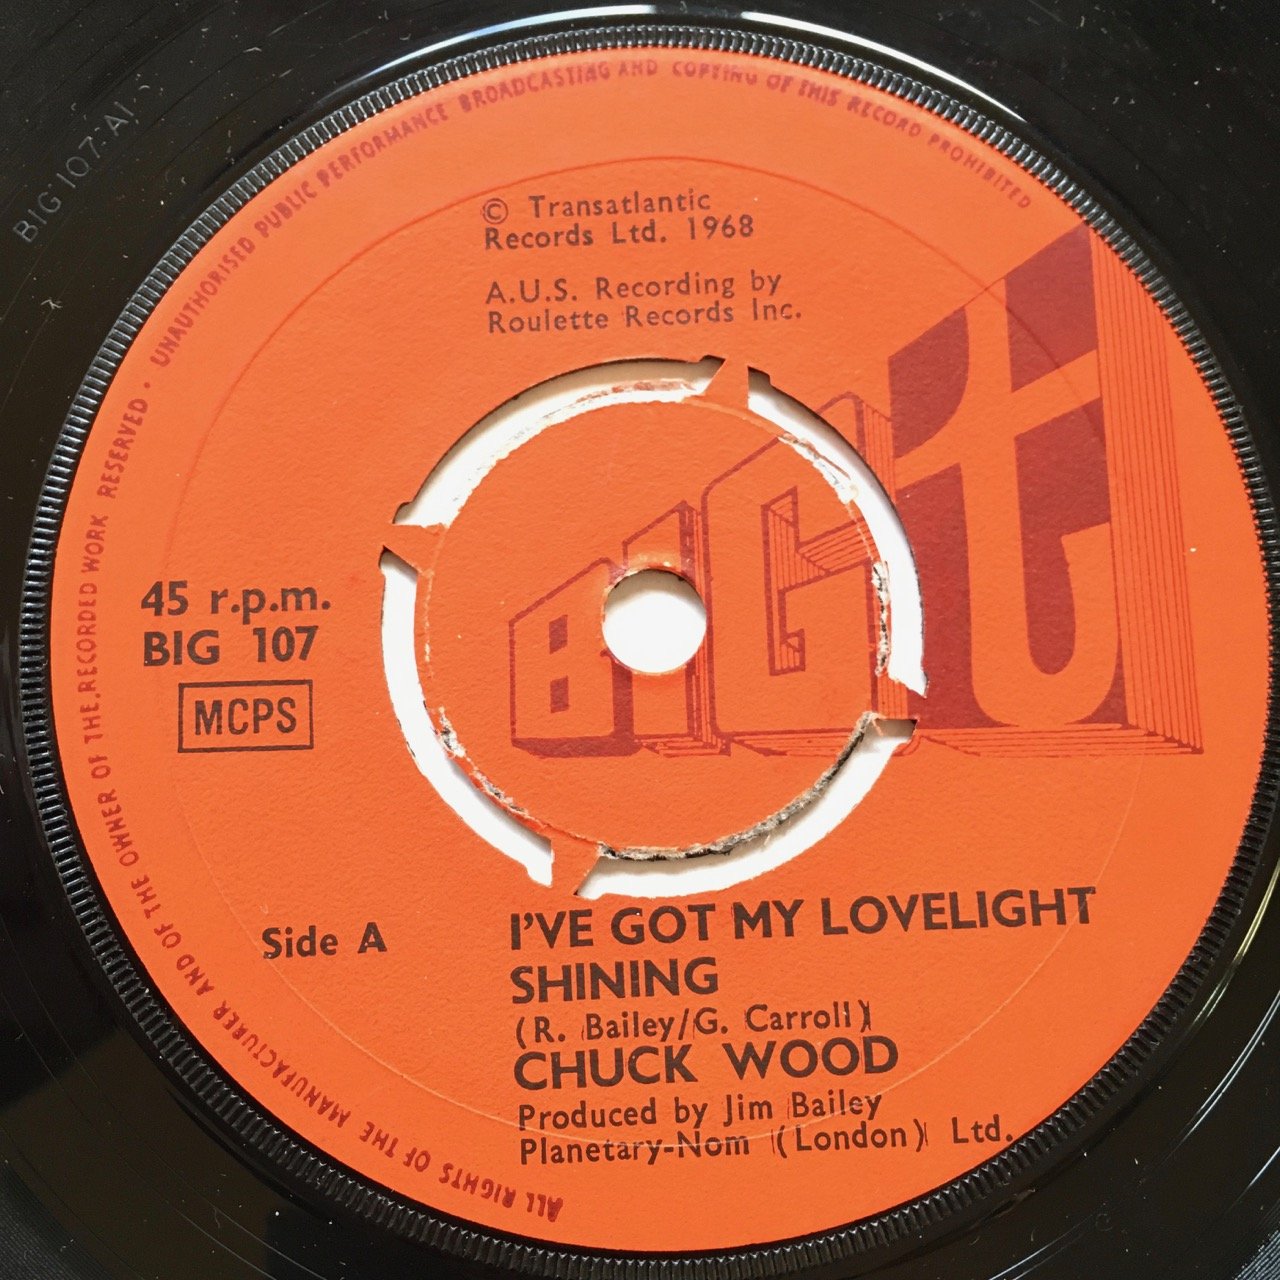 BIG 107 A1
UNAUTHORISED PUBLIC PERFORMANCE BROADCASTING AND COPYING OF THIS RECORD PROHIBITED
© Transatlantic
Records Ltd. 1968
A.U.S. Recording by
Roulette Records Inc.
BiG t
45 r.p.m.
BIG 107
MCPS
Side A
I'VE GOT MY LOVELIGHT
SHINING
(R. Bailey/G. Carroll)
CHUCK WOOD
Produced by Jim Bailey
Planetary-Nom (London) Ltd.
ALL RIGHTS OF THE MANUFACTURER AND OF THE OWNER OF THE RECORDED WORK RESERVED ·